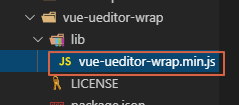 vue-ueditor-wrap
lib
JS vue-ueditor-wrap.min.js
LICENSE
package.json